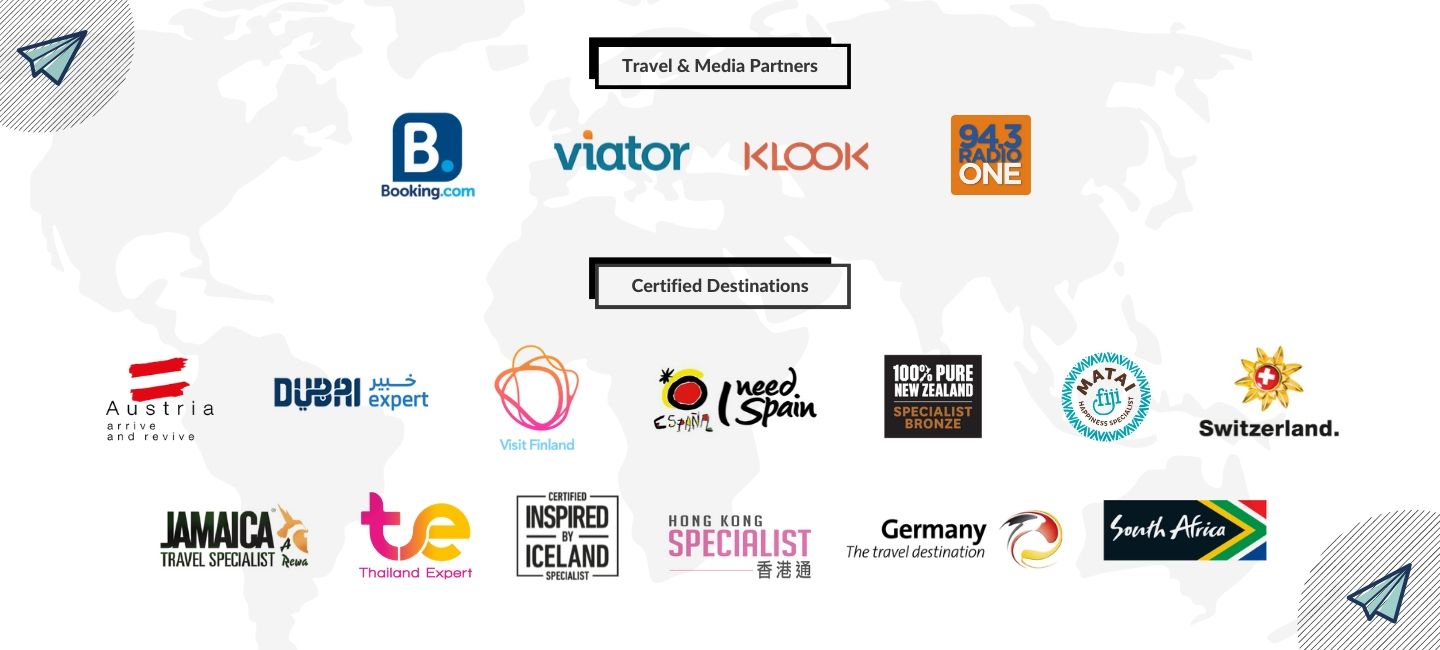 Travel & Media Partners
B.
Booking.com
viator
KLOOK
94.3
RADIO
ONE
Certified Destinations
Austria
arrive
and revive
DUBAI
خبير
expert
Visit Finland
ESPAÑA
I need
Spain
100% PURE
NEW ZEALAND
SPECIALIST
BRONZE
MATAI
fiji
HAPPINESS SPECIALIST
Switzerland.
JAMAICA®
TRAVEL SPECIALIST
A
Rewa
te
Thailand Expert
CERTIFIED
INSPIRED
BY
ICELAND
SPECIALIST
HONG KONG
SPECIALIST
香港通
Germany
The travel destination
South Africa